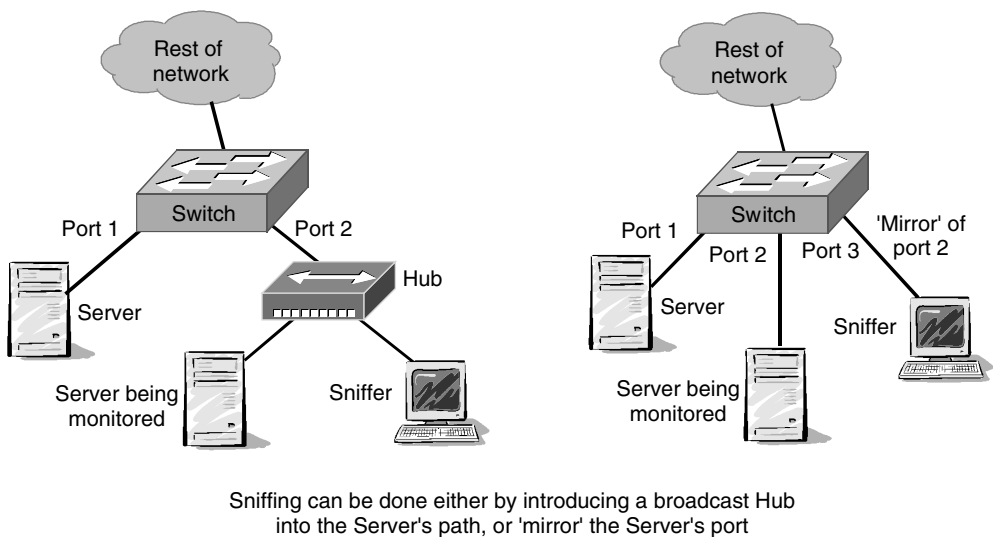 Rest of
network
Switch
Port 1
Port 2
Hub
Server
Server being
monitored
Sniffer
Rest of
network
Switch
Port 1
Port 2
Port 3
'Mirror' of
port 2
Server
Sniffer
Server being
monitored
Sniffing can be done either by introducing a broadcast Hub
into the Server's path, or 'mirror' the Server's port